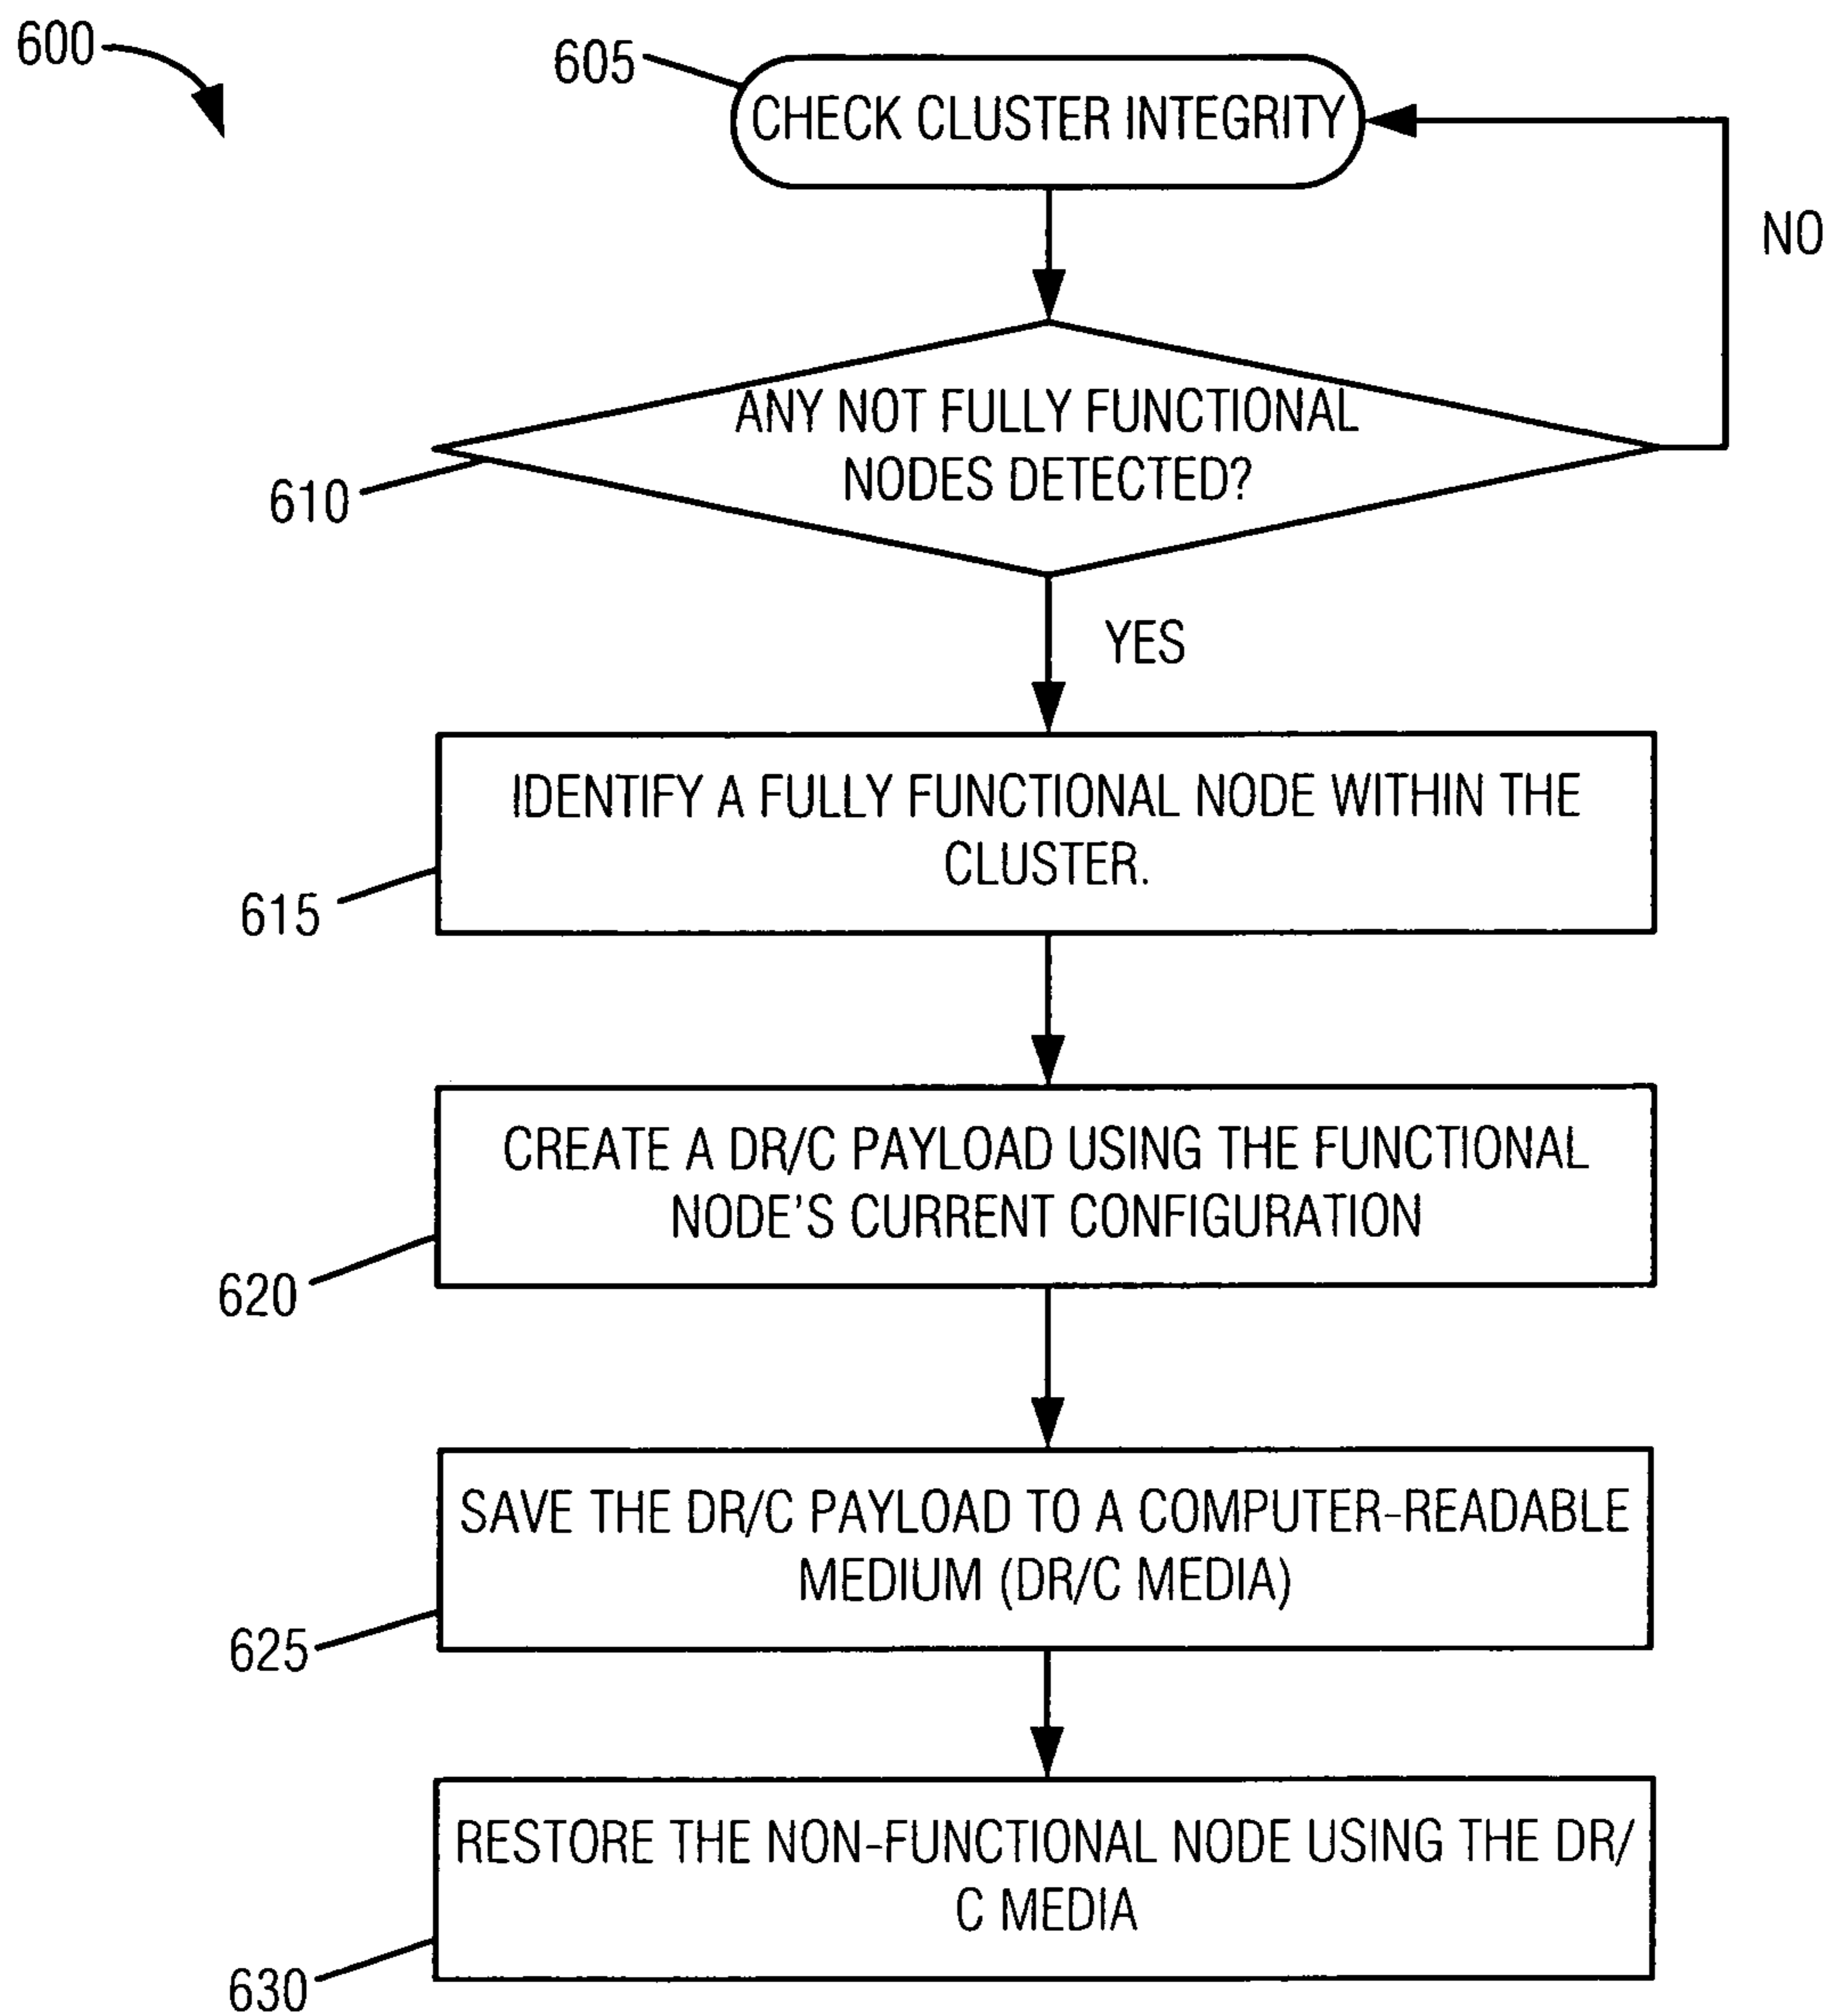 600
605
CHECK CLUSTER INTEGRITY
NO
ANY NOT FULLY FUNCTIONAL
NODES DETECTED?
610
YES
IDENTIFY A FULLY FUNCTIONAL NODE WITHIN THE
CLUSTER.
615
CREATE A DR/C PAYLOAD USING THE FUNCTIONAL
NODE'S CURRENT CONFIGURATION
620
SAVE THE DR/C PAYLOAD TO A COMPUTER-READABLE
MEDIUM (DR/C MEDIA)
625
RESTORE THE NON-FUNCTIONAL NODE USING THE DR/
C MEDIA
630